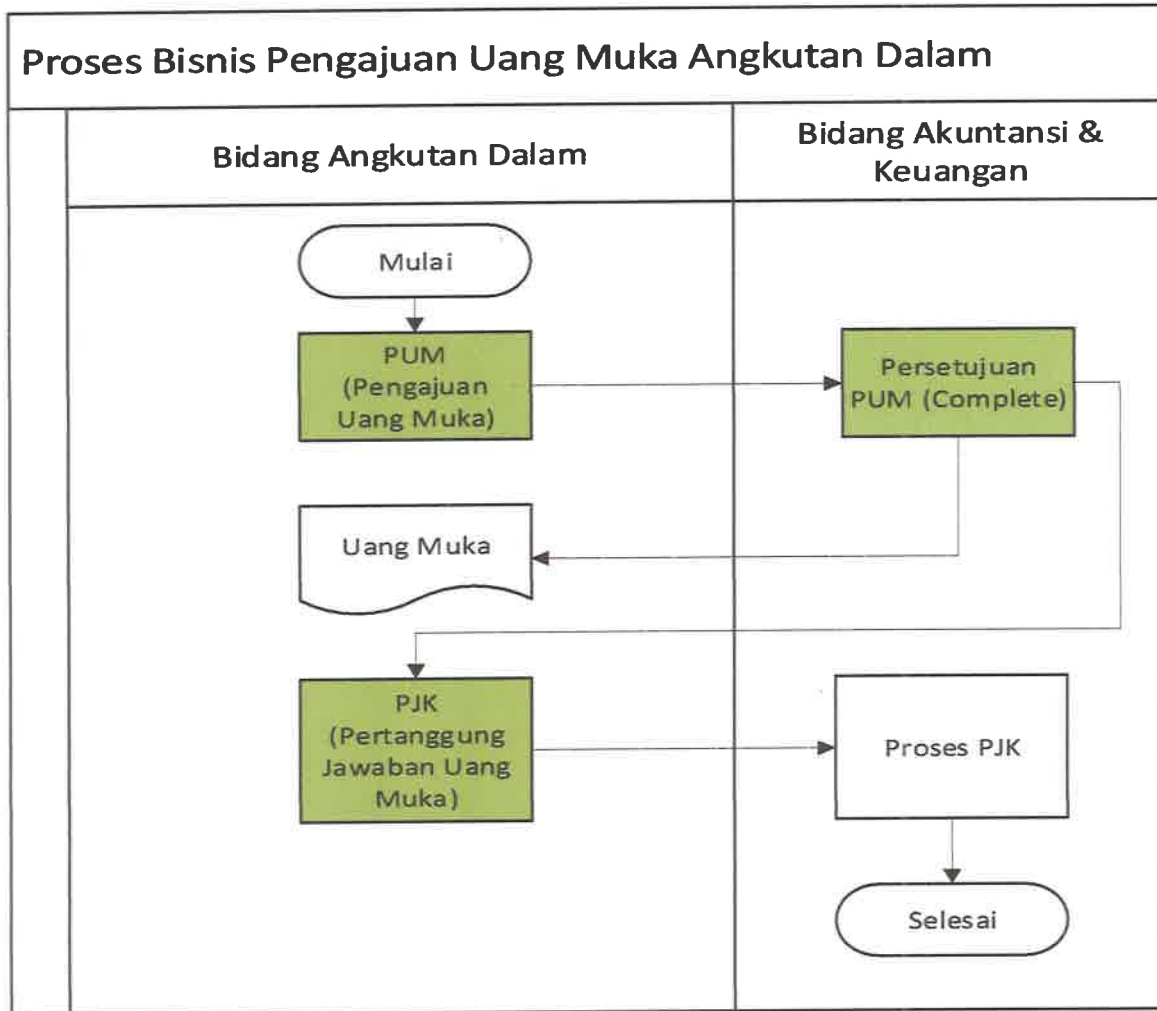 Proses Bisnis Pengajuan Uang Muka Angkutan Dalam
Bidang Angkutan Dalam
Bidang Akuntansi &
Keuangan
Mulai
PUM
(Pengajuan
Uang Muka)
Persetujuan
PUM (Complete)
Uang Muka
PJK
(Pertanggung
Jawaban Uang
Muka)
Proses PJK
Selesai